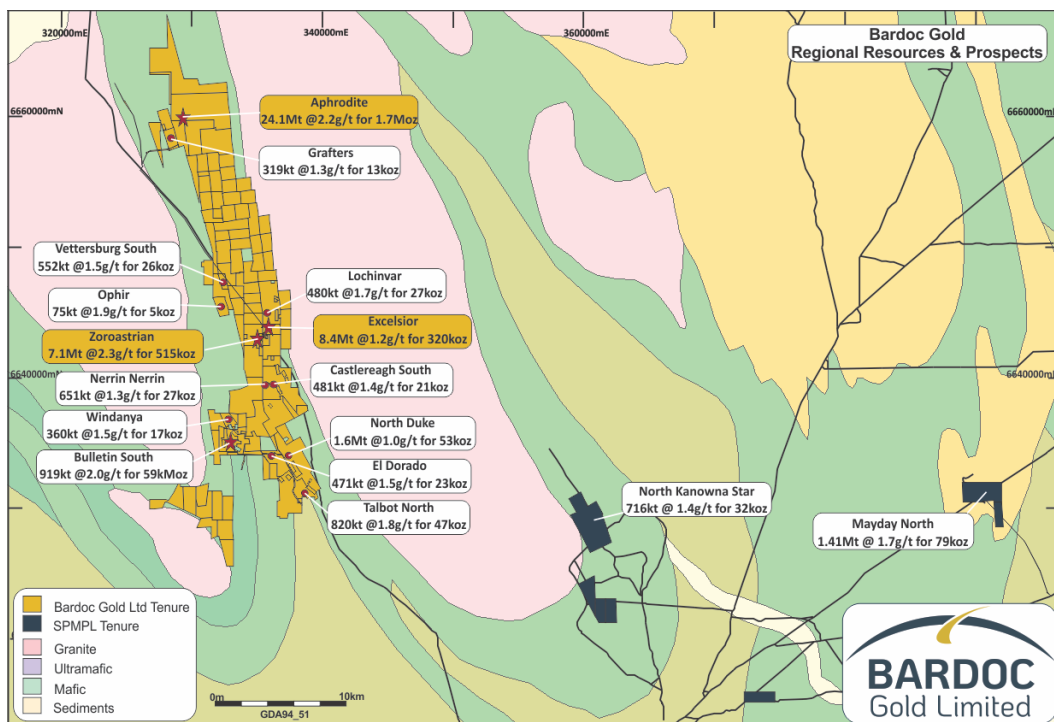 320000mE
340000mE
360000mE
Bardoc Gold
Regional Resources & Prospects
6660000mN
6660000mN
Aphrodite
24.1Mt @2.2g/t for 1.7Moz
Grafters
319kt @1.3g/t for 13koz
Vettersburg South
552kt @1.5g/t for 26koz
Lochinvar
480kt @1.7g/t for 27koz
Ophir
75kt @1.9g/t for 5koz
Excelsior
8.4Mt @1.2g/t for 320koz
Zoroastrian
7.1Mt @2.3g/t for 515koz
Castlereagh South
481kt @1.4g/t for 21koz
6640000mN
6640000mN
Nerrin Nerrin
651kt @1.3g/t for 27koz
Windanya
360kt @1.5g/t for 17koz
North Duke
1.6Mt @1.0g/t for 53koz
Bulletin South
919kt @2.0g/t for 59kMoz
El Dorado
471kt @1.5g/t for 23koz
Talbot North
820kt @1.8g/t for 47koz
North Kanowna Star
716kt @ 1.4g/t for 32koz
Mayday North
1.41Mt @ 1.7g/t for 79koz
Bardoc Gold Ltd Tenure
SPMPL Tenure
Granite
Ultramafic
Mafic
Sediments
0m
10km
GDA94_51
BARDOC
Gold Limited